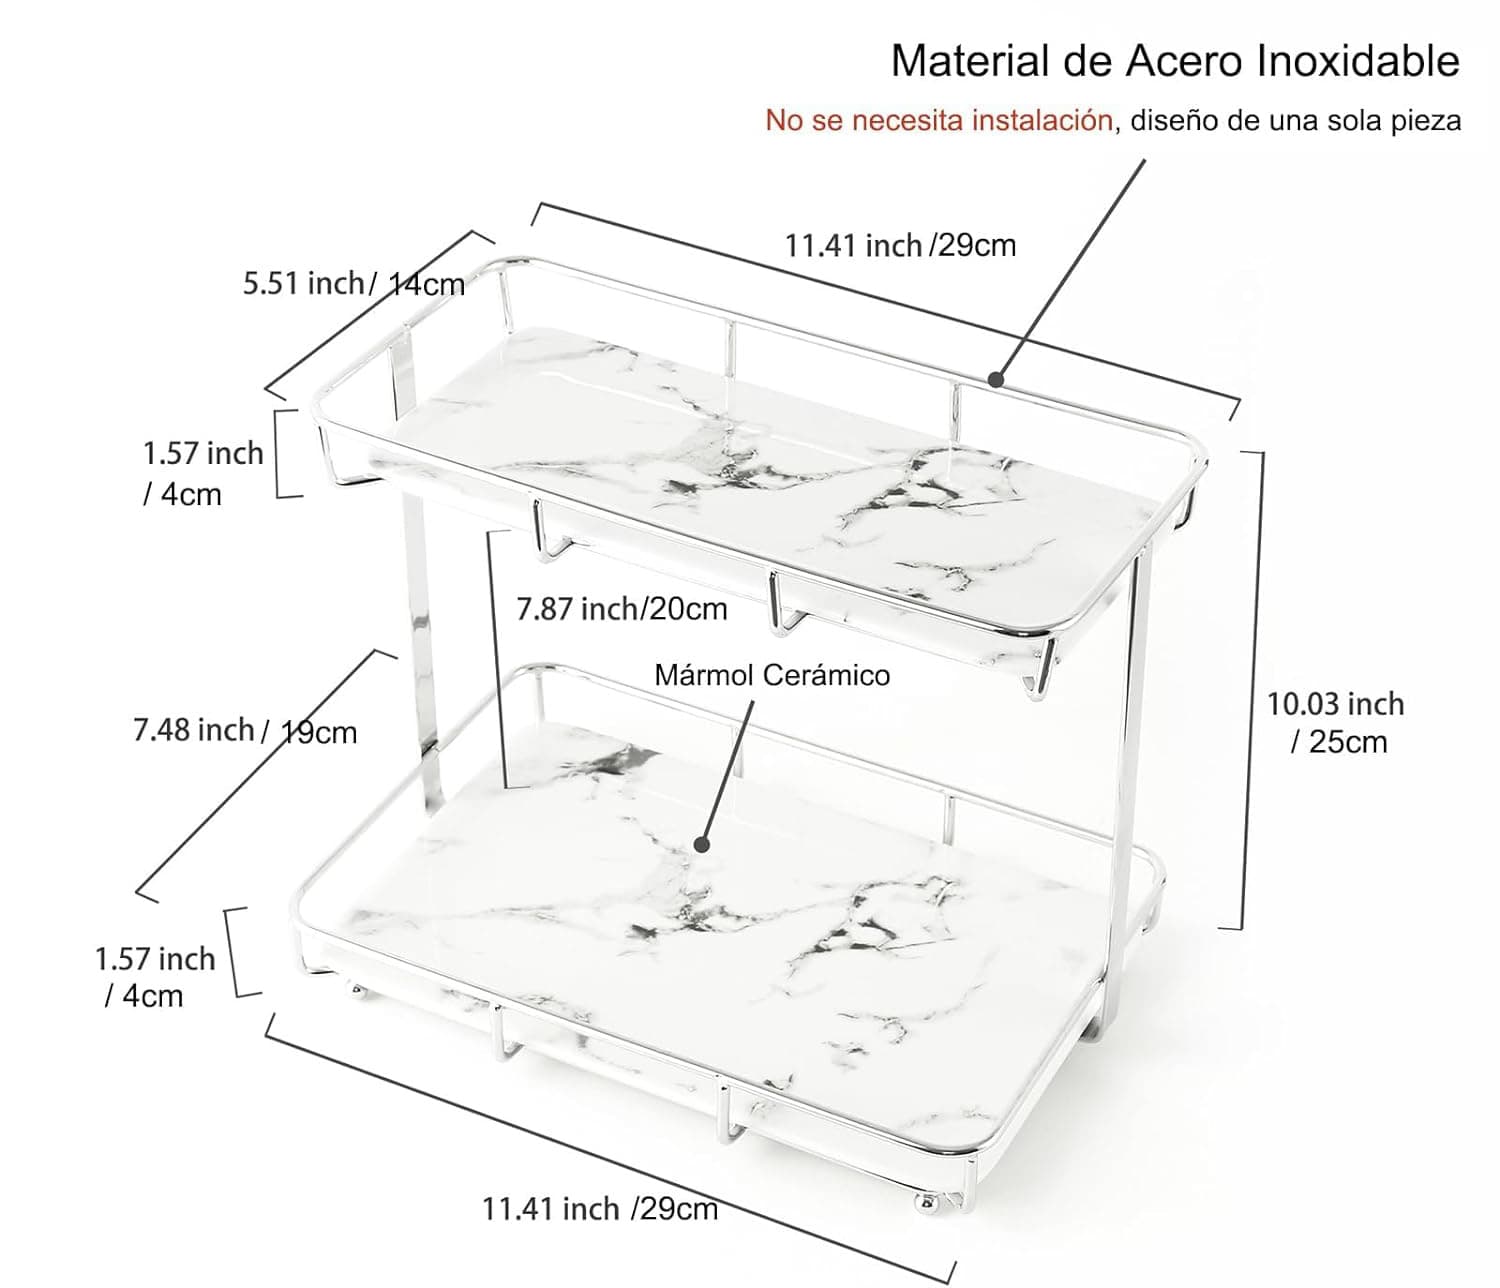 Material de Acero Inoxidable
No se necesita instalación, diseño de una sola pieza
11.41 inch /29cm
5.51 inch/ 14cm
1.57 inch
/ 4cm
7.87 inch/20cm
Mármol Cerámico
7.48 inch/ 19cm
10.03 inch
/ 25cm
1.57 inch
/ 4cm
11.41 inch /29cm